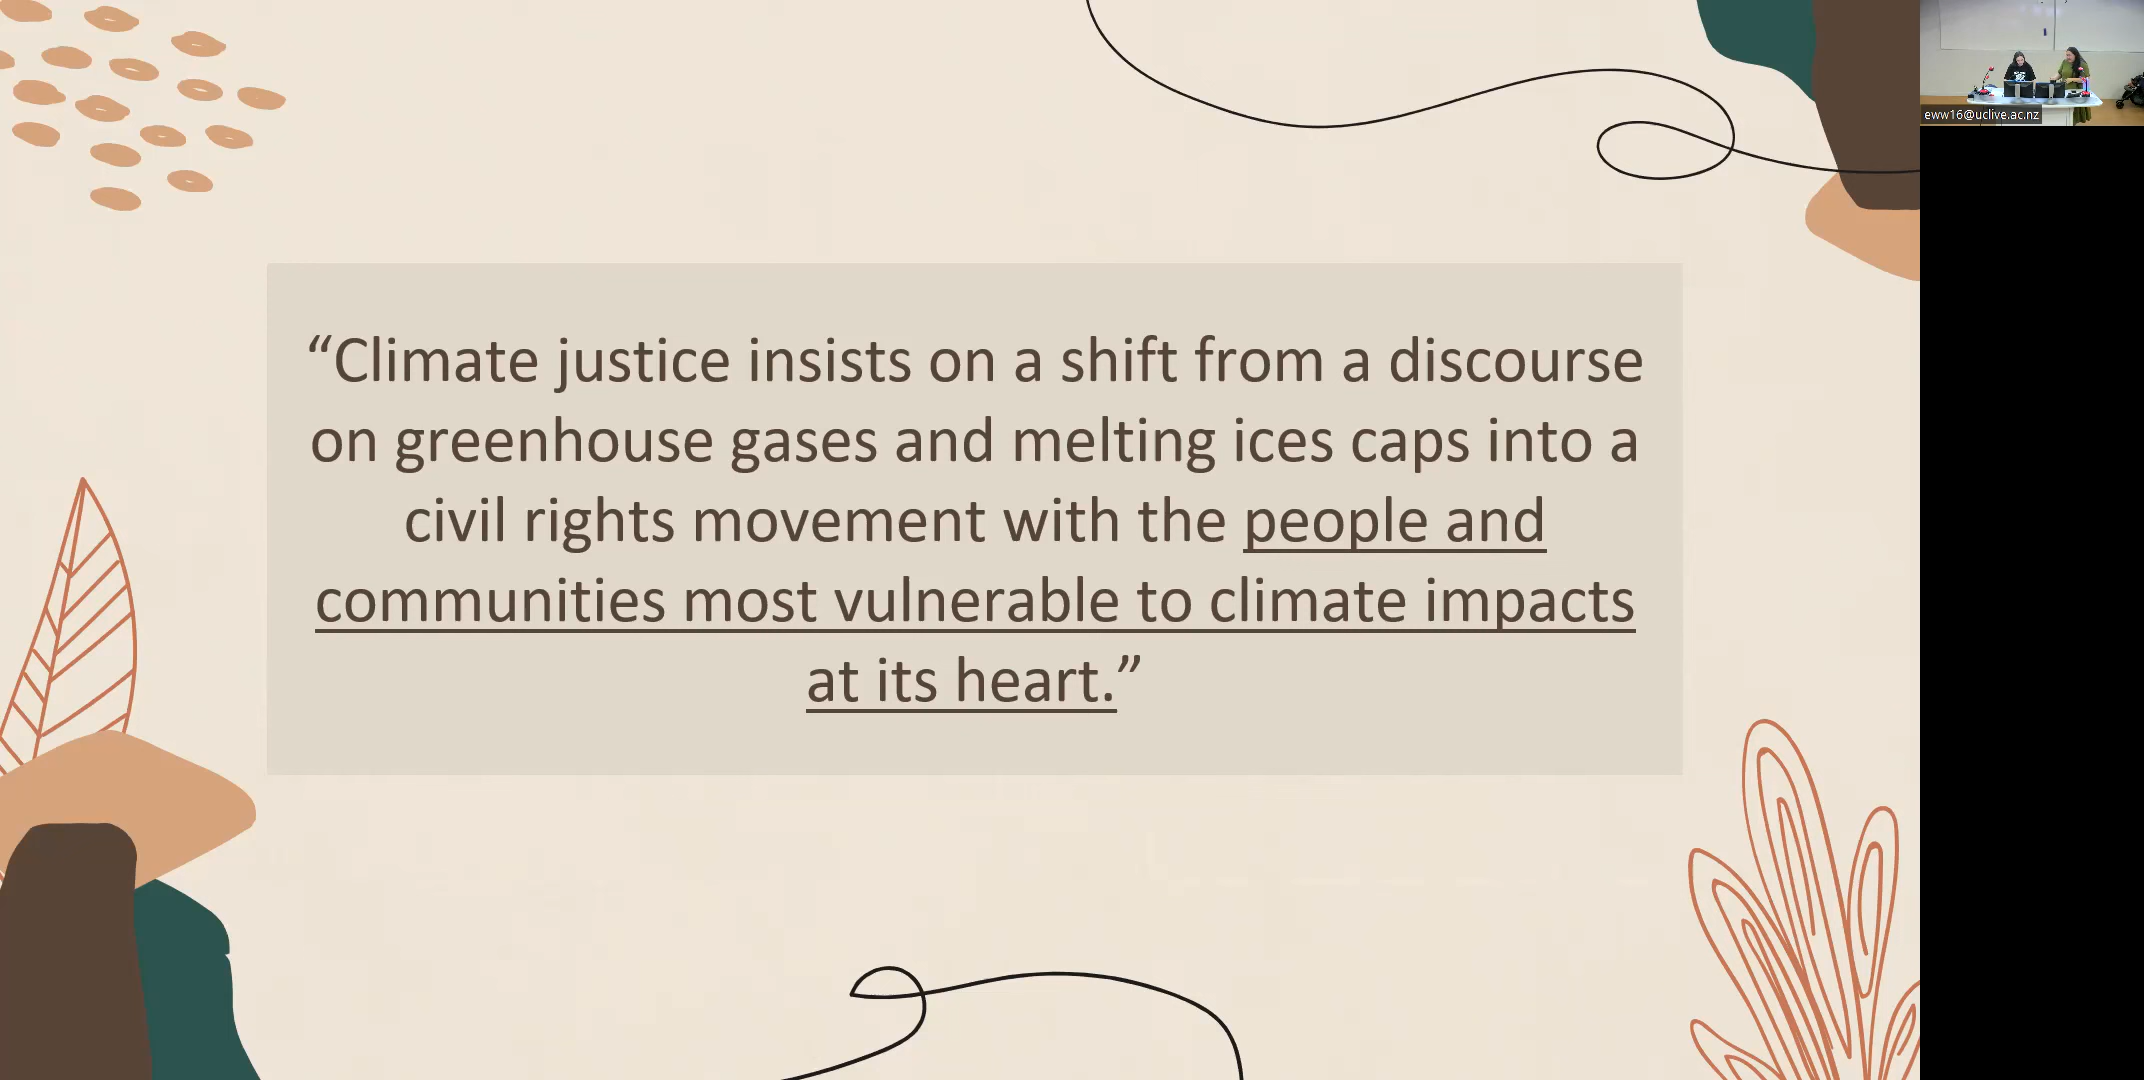 “Climate justice insists on a shift from a discourse
on greenhouse gases and melting ices caps into a
civil rights movement with the people and
communities most vulnerable to climate impacts
at its heart.”
eww16@uclive.ac.nz